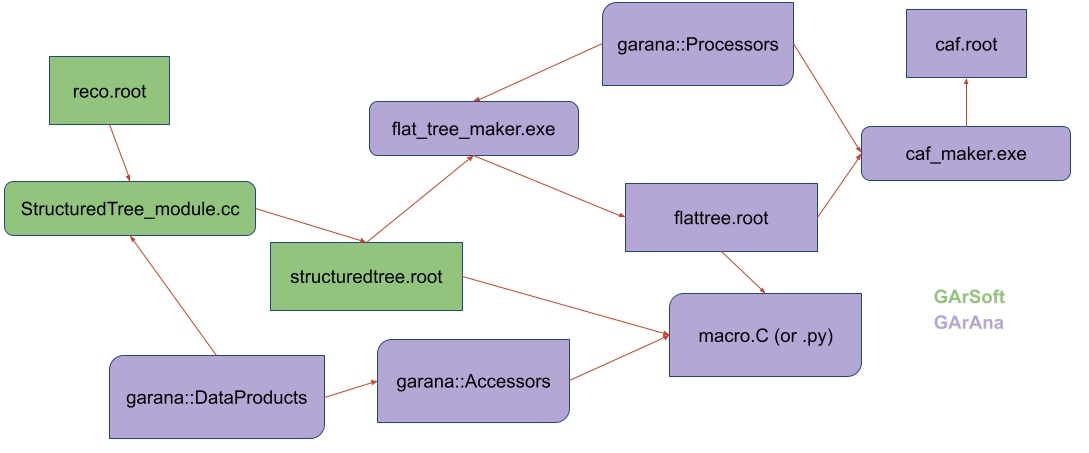 garana::Processors
caf.root
reco.root
flat_tree_maker.exe
caf_maker.exe
StructuredTree_module.cc
flattree.root
structuredtree.root
GArSoft
GArAna
macro.C (or .py)
garana::DataProducts
garana::Accessors